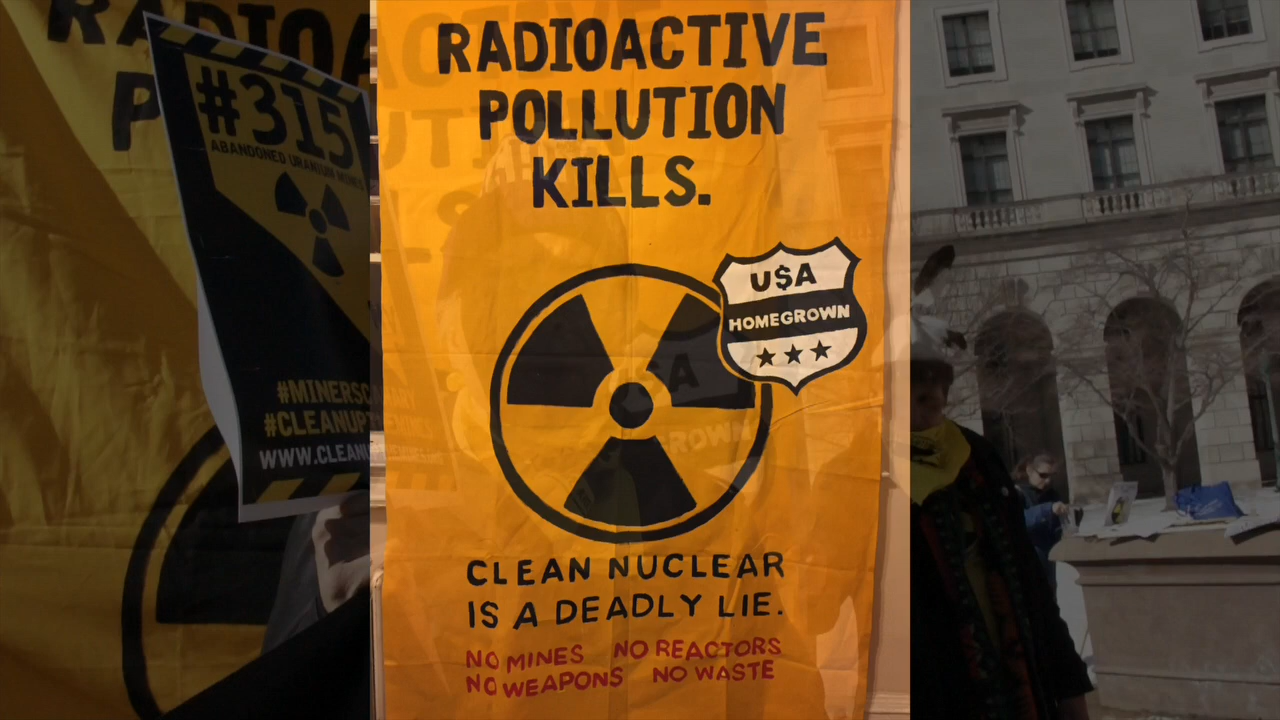 RADIOACTIVE
POLLUTION
KILLS.
U$A
HOMEGROWN
CLEAN NUCLEAR
IS A DEADLY LIE.
NO MINES NO REACTORS
NO WEAPONS NO WASTE
#315
ABANDONED URANIUM MINES
#CLEANUPTHEMINES